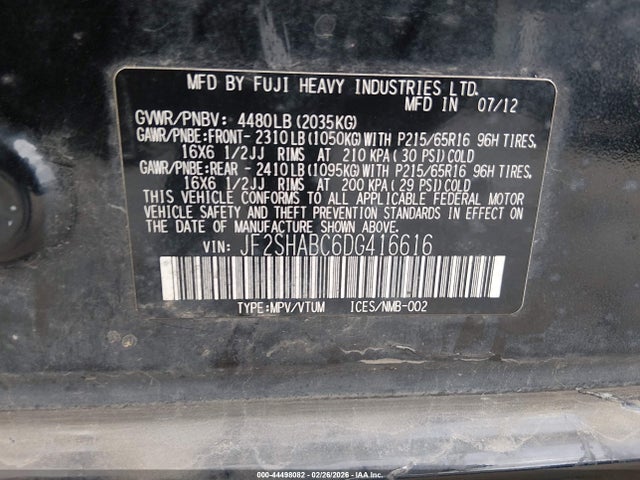 MFD BY FUJI HEAVY INDUSTRIES LTD.
MFD IN 07/12
GVWR/PNBV: 4480LB(2035KG)
GAWR/PNBE:FRONT-2310LB(1050KG)WITH P215/65R16 96H TIRES,
16X6 1/2JJ RIMS AT 210 KPA(30 PSI)COLD
GAWR/PNBE:REAR -2410LB(1095KG)WITH P215/65R16 96H TIRES,
16X6 1/2JJ RIMS AT 200 KPA(29 PSI)COLD
THIS VEHICLE CONFORMS TO ALL APPLICABLE FEDERAL MOTOR
VEHICLE SAFETY AND THEFT PREVENTION STANDARDS IN EFFECT ON
THE DATE OF MANUFACTURE SHOWN ABOVE.
VIN: JF2SHABC6DG416616
TYPE:MPV/VTUM ICES/NMB-002
000-44498082 - 02/26/2026 - IAAI.com